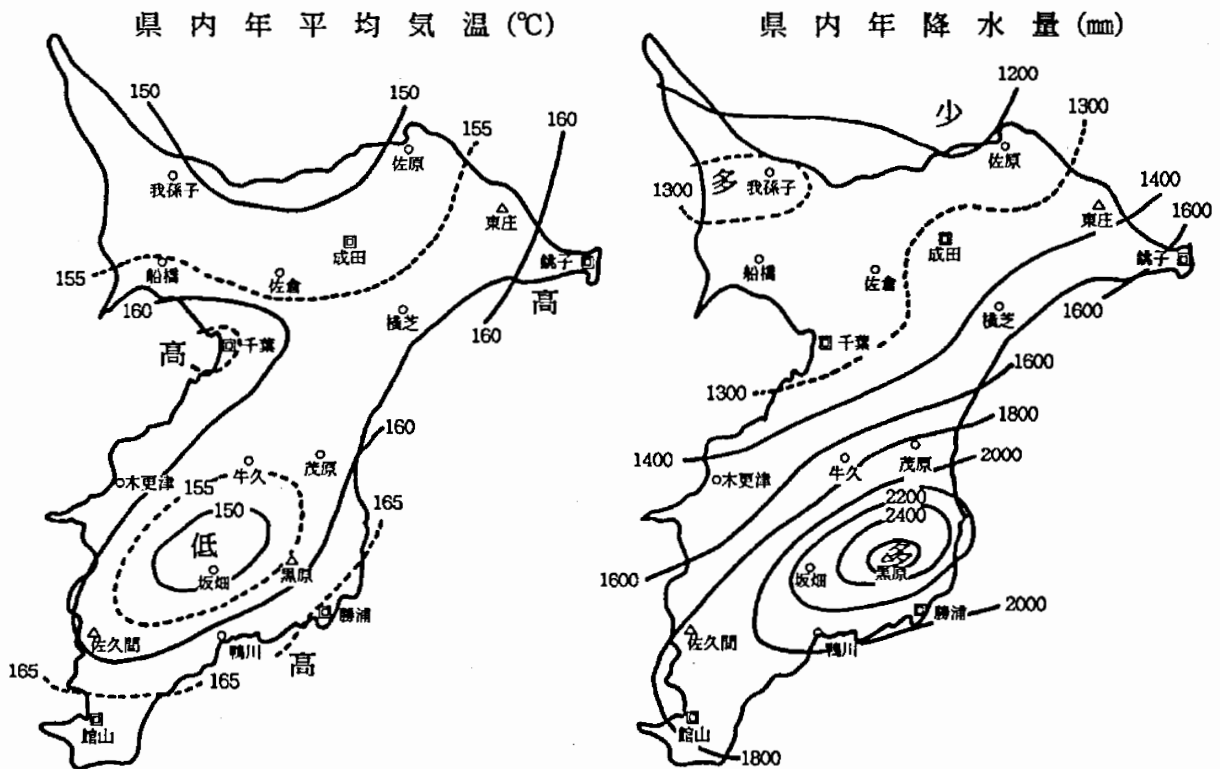 県内年平均気温(℃)
150
150
155
160
佐原
我孫子
東庄
成田
銚子
155
船橋
佐倉
160
高
横芝
160
高
千葉
160
牛久
茂原
木更津
155
165
150
低
坂畑
黒原
勝浦
佐久間
鴨川
高
165
165
館山
県内年降水量(㎜)
1200
少
1300
佐原
多
我孫子
1300
1400
東庄
1600
成田
銚子
船橋
佐倉
1600
横芝
千葉
1300
1600
1800
1400
牛久
茂原
2000
木更津
2200
2400
多
黒原
坂畑
1600
勝浦
2000
佐久間
鴨川
館山
1800